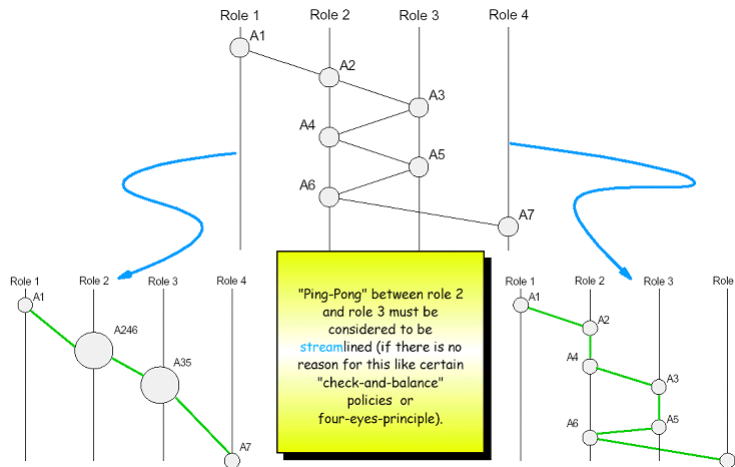 Role 1 Role 2 Role 3 Role 4
A1
A2
A3
A4
A5
A6
A7
Role 1 Role 2 Role 3 Role 4
A1
A246
A35
A7
"Ping-Pong" between role 2
and role 3 must be
considered to be
streamlined (if there is no
reason for this like certain
"check-and-balance"
policies or
four-eyes-principle).
Role 1 Role 2 Role 3 Role
A1
A2
A4
A3
A5
A6